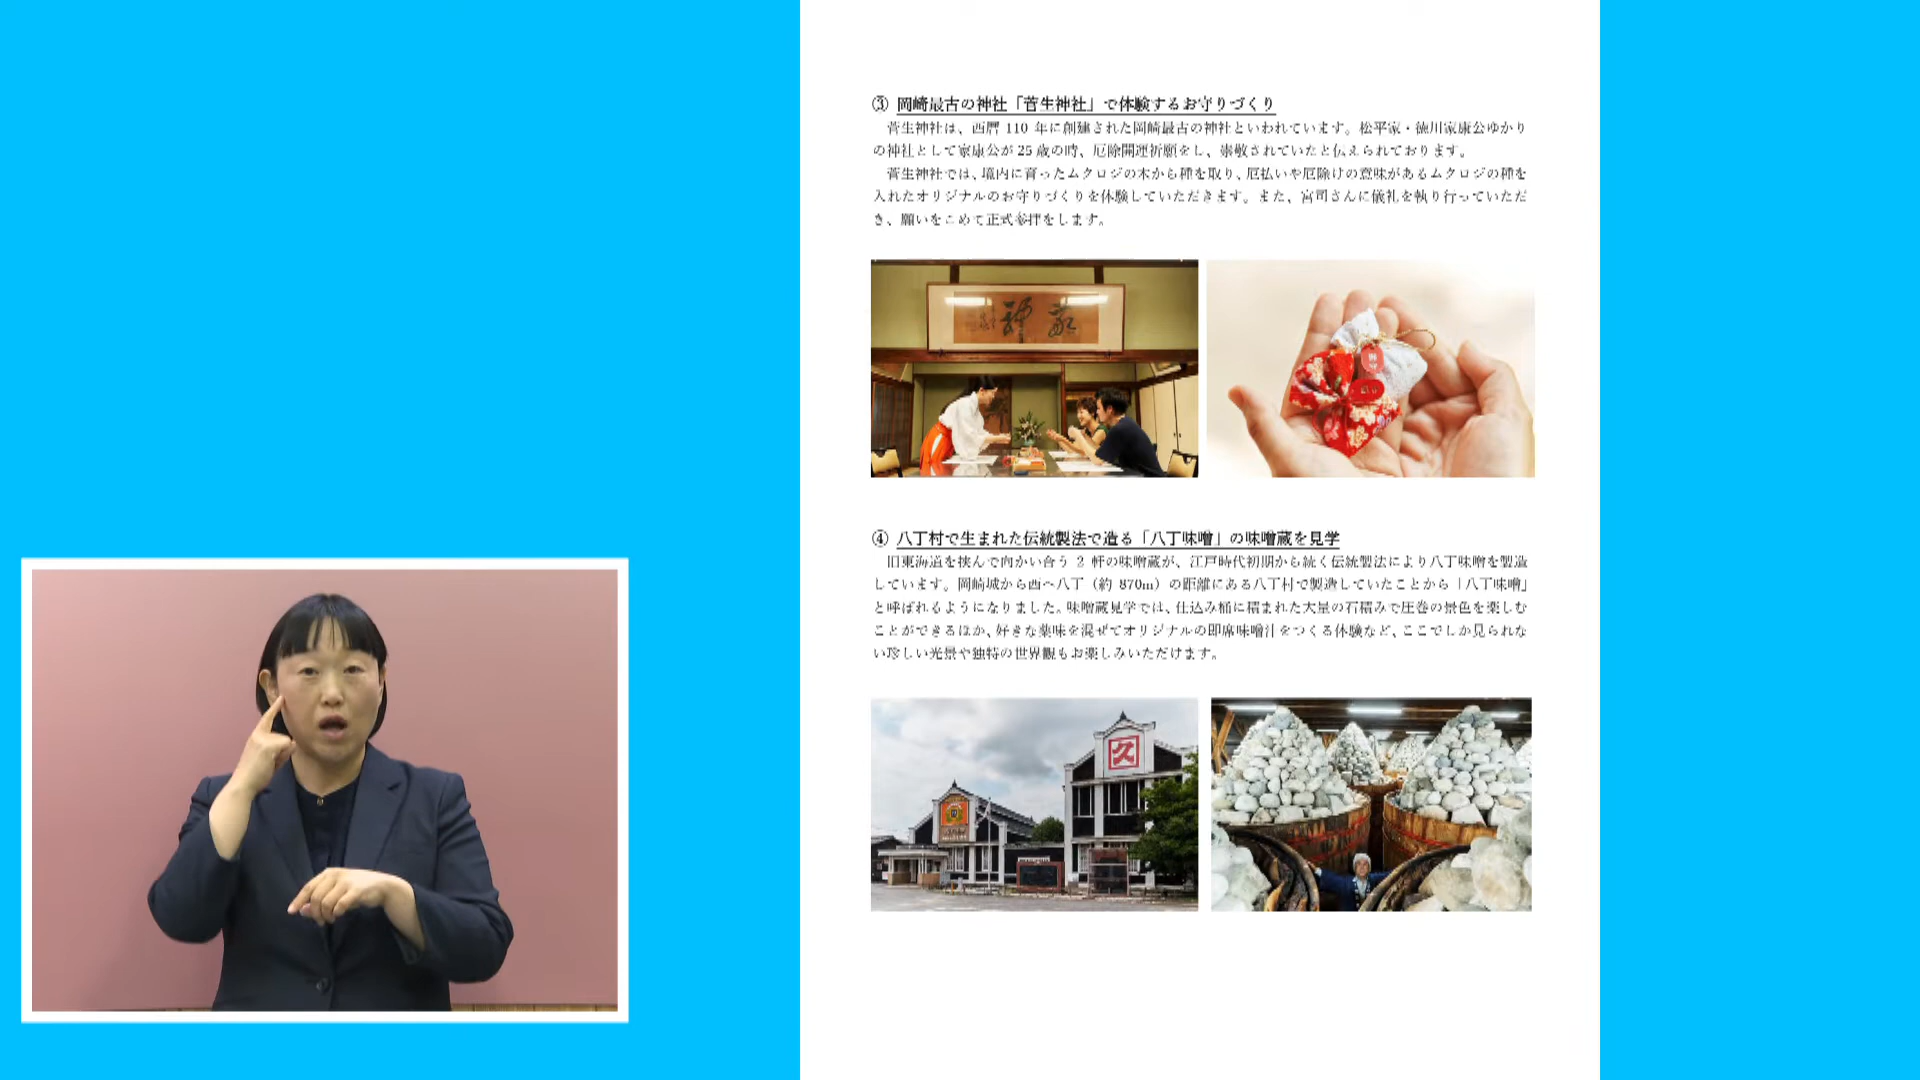 ③ 岡崎最古の神社「菅生神社」で体験するお守りづくり
菅生神社は、西暦 110 年に創建された岡崎最古の神社といわれています。松平家・徳川家康公ゆかり
の神社として家康公が 25 歳の時、厄除開運祈願をし、崇敬されていたと伝えられております。
菅生神社では、境内に育ったムクロジの木から種を取り、厄払いや厄除けの意味があるムクロジの種を
入れたオリジナルのお守りづくりを体験していただきます。また、宮司さんに儀礼を執り行っていただ
き、願いをこめて正式参拝をします。
④ 八丁村で生まれた伝統製法で造る「八丁味噌」の味噌蔵を見学
旧東海道を挟んで向かい合う 2 軒の味噌蔵が、江戸時代初期から続く伝統製法により八丁味噌を製造
しています。岡崎城から西へ八丁（約 870m）の距離にある八丁村で製造していたことから「八丁味噌」
と呼ばれるようになりました。味噌蔵見学では、仕込み桶に積まれた大量の石積みで圧巻の景色を楽しむ
ことができるほか、好きな薬味を混ぜてオリジナルの即席味噌汁をつくる体験など、ここでしか見られな
い珍しい光景や独特の世界観もお楽しみいただけます。
久